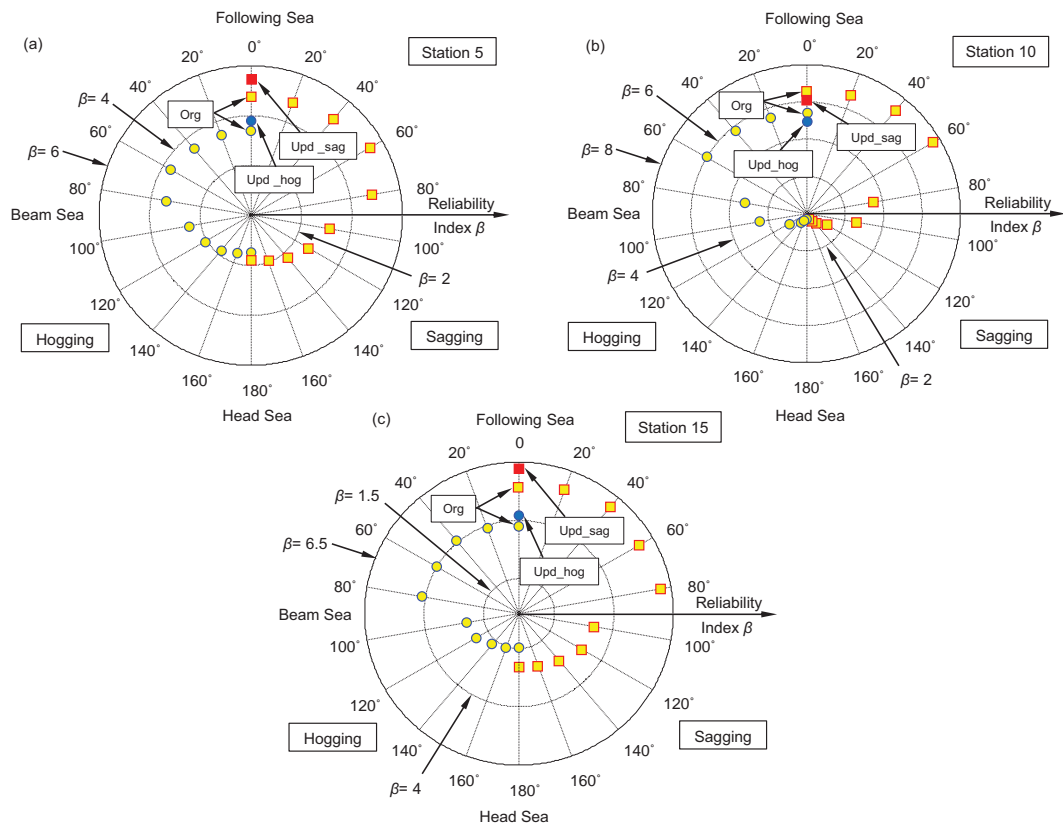 Following Sea
(a)
Station 5
0°
20°
20°
40°
40°
β= 4
Org
60°
60°
Upd _sag
β= 6
Upd _hog
80°
80°
Reliability
Beam Sea
Index β
100°
100°
β= 2
120°
120°
Hogging
Sagging
140°
140°
160°
160°
180°
Head Sea
Following Sea
(b)
Station 10
0°
20°
20°
40°
40°
β= 6
Org
60°
60°
Upd_sag
β= 8
Upd_hog
80°
80°
Reliability
Beam Sea
Index β
100°
100°
β= 4
120°
120°
Hogging
Sagging
140°
140°
β= 2
160°
160°
180°
Head Sea
(c)
Following Sea
Station 15
0
20°
20°
40°
40°
β= 1.5
Org
60°
60°
Upd_sag
β= 6.5
Upd_hog
80°
80°
Reliability
Beam Sea
Index β
100°
100°
120°
120°
Hogging
Sagging
140°
140°
160°
160°
β= 4
180°
Head Sea